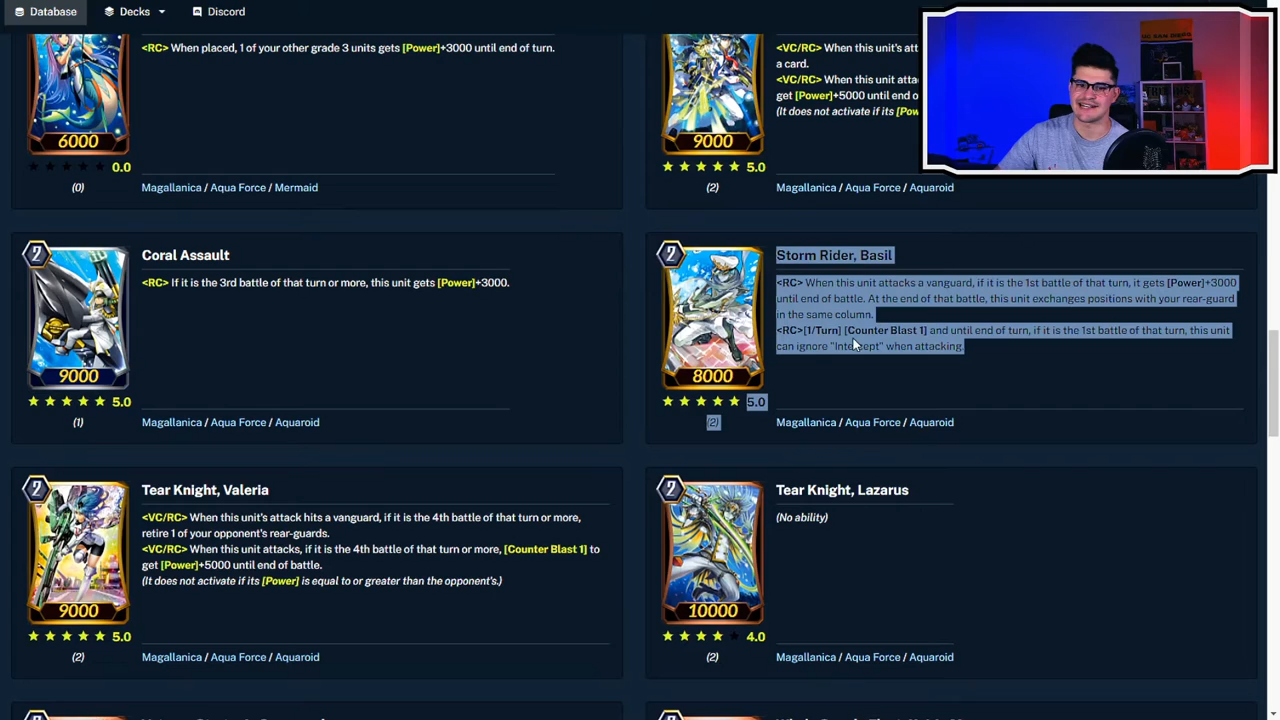 Database
Decks
Discord
<RC> When placed, 1 of your other grade 3 units gets [Power]+3000 until end of turn.
6000
0.0
(0)
Magallanica / Aqua Force / Mermaid
<VC/RC> When this unit's att
a card.
<VC/RC> When this unit attac
get [Power]+5000 until end o
(It does not activate if its [Pow
9000
5.0
(2)
Magallanica / Aqua Force / Aquaroid
2
Coral Assault
<RC> If it is the 3rd battle of that turn or more, this unit gets [Power]+3000.
9000
5.0
(1)
Magallanica / Aqua Force / Aquaroid
2
Storm Rider, Basil
<RC> When this unit attacks a vanguard, if it is the 1st battle of that turn, it gets [Power]+3000
until end of battle. At the end of that battle, this unit exchanges positions with your rear-guard
in the same column.
<RC>[1/Turn] [Counter Blast 1] and until end of turn, if it is the 1st battle of that turn, this unit
can ignore "Intercept" when attacking.
8000
5.0
(2)
Magallanica / Aqua Force / Aquaroid
2
Tear Knight, Valeria
<VC/RC> When this unit's attack hits a vanguard, if it is the 4th battle of that turn or more,
retire 1 of your opponent's rear-guards.
<VC/RC> When this unit attacks, if it is the 4th battle of that turn or more, [Counter Blast 1] to
get [Power]+5000 until end of battle.
(It does not activate if its [Power] is equal to or greater than the opponent's.)
9000
5.0
(2)
Magallanica / Aqua Force / Aquaroid
2
Tear Knight, Lazarus
(No ability)
10000
4.0
(2)
Magallanica / Aqua Force / Aquaroid